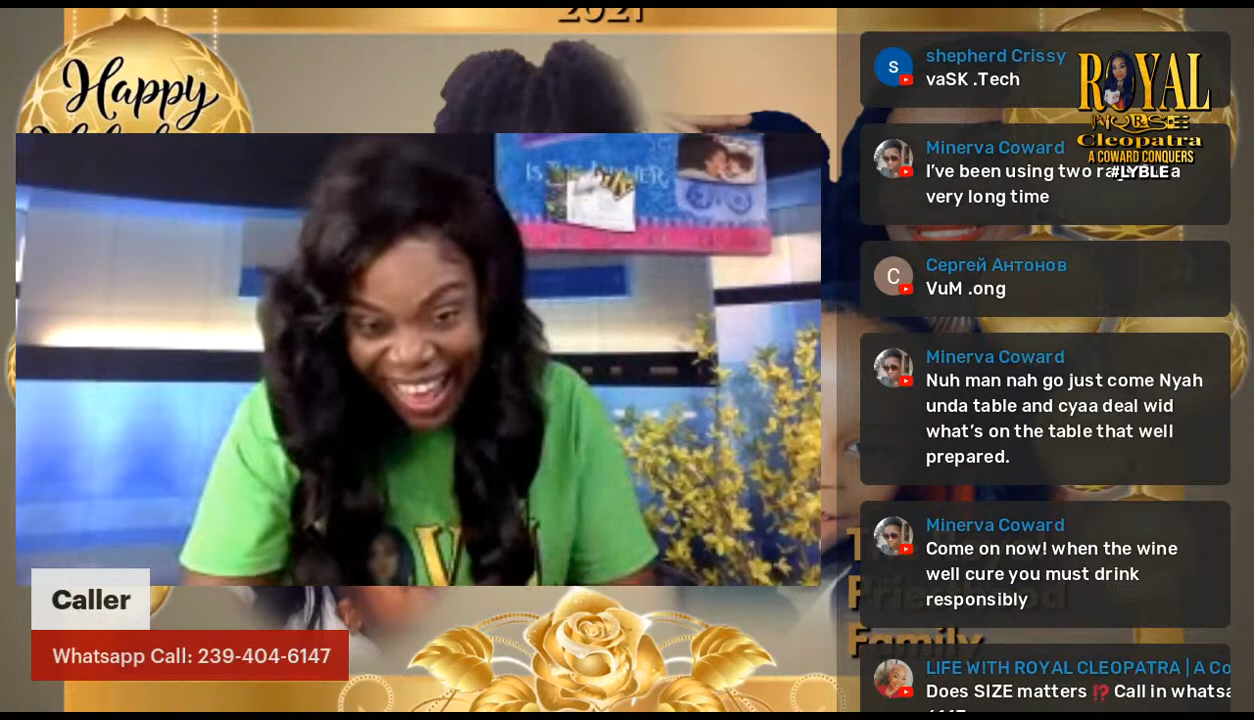 2021
Happy
IS THE FATHER,
Caller
Whatsapp Call: 239-404-6147
shepherd Crissy
vaSK .Tech
ROYAL
NURSE
Cleopatra
A COWARD CONQUERS
#LYBLE
Minerva Coward
I've been using two a
very long time
Сергей Антонов
VuM .ong
Minerva Coward
Nuh man nah go just come Nyah
unda table and cyaa deal wid
what's on the table that well
prepared.
Minerva Coward
Come on now! when the wine
well cure you must drink
responsibly
Family
LIFE WITH ROYAL CLEOPATRA | A Co
Does SIZE matters ⁉️ Call in whatsa